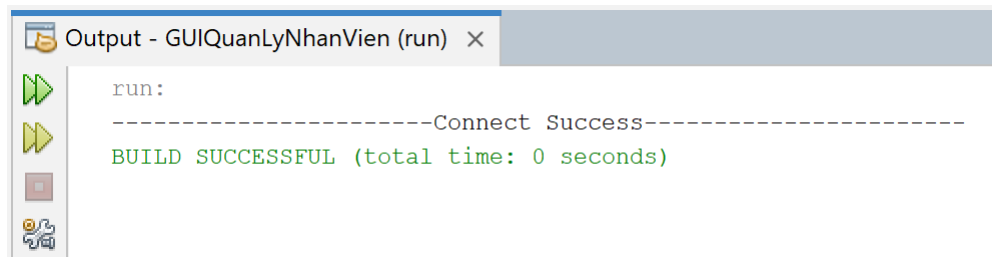 Output - GUIQuanLyNhanVien (run) ×
run:
-----------------------Connect Success-----------------------
BUILD SUCCESSFUL (total time: 0 seconds)